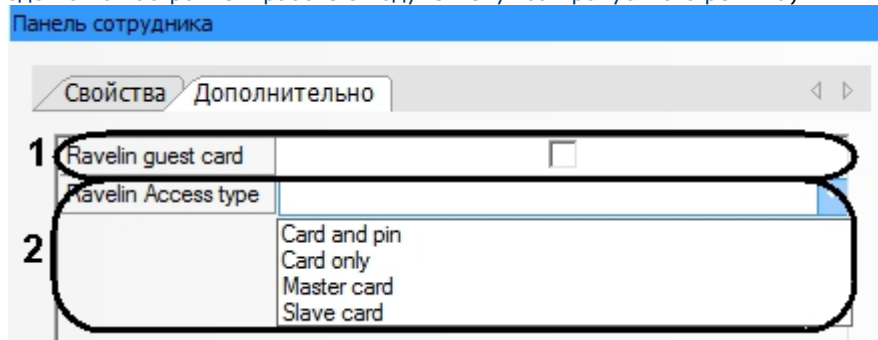 Панель сотрудника
Свойства Дополнительно
1 Ravelin guest card
Ravelin Access type
2
Card and pin
Card only
Master card
Slave card